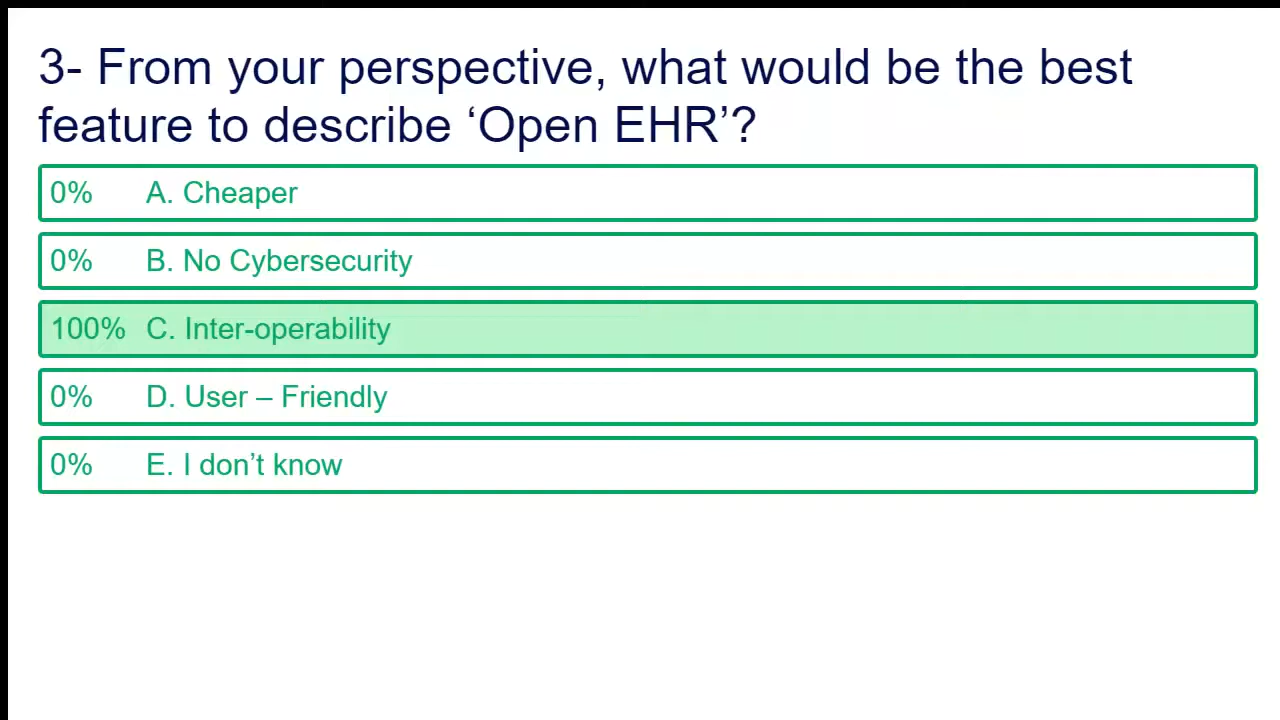 3- From your perspective, what would be the best
feature to describe ‘Open EHR’?
0% A. Cheaper
0% B. No Cybersecurity
100% C. Inter-operability
0% D. User – Friendly
0% E. I don’t know